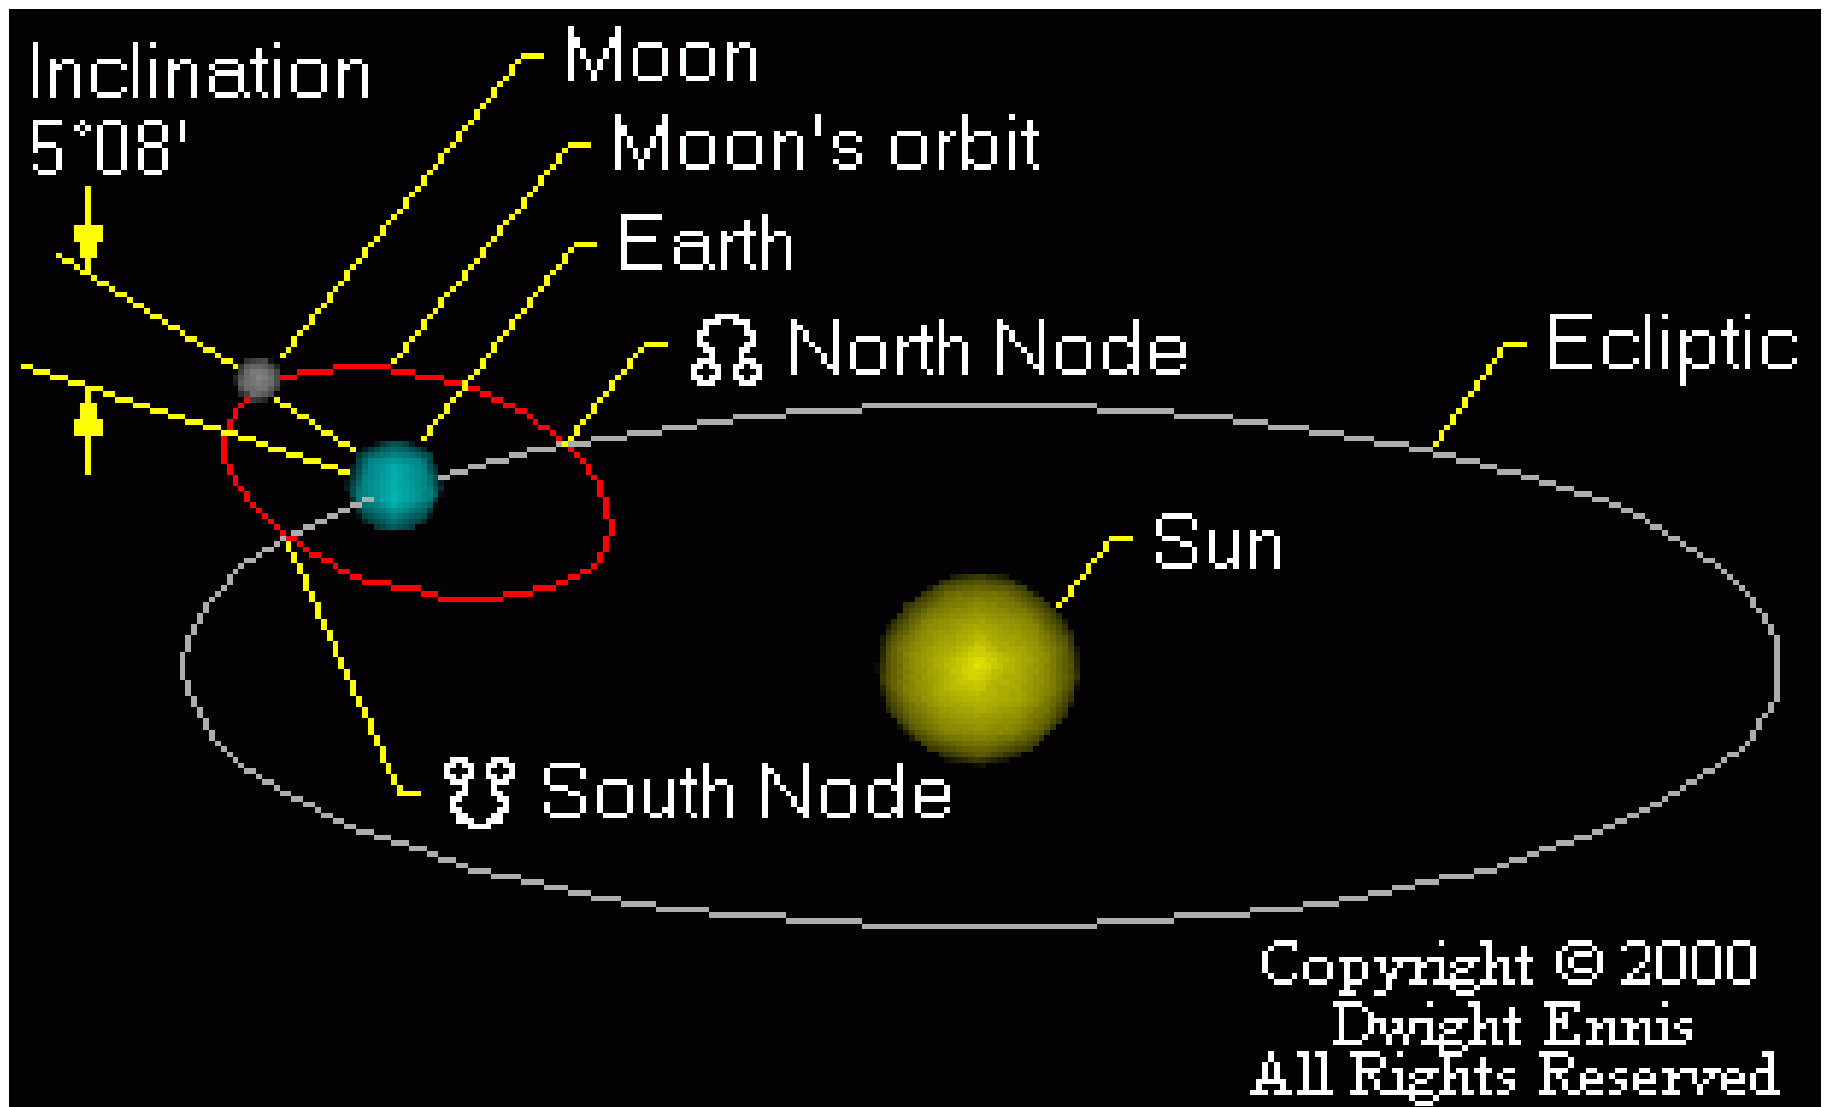 Inclination
5°08'
Moon
Moon's orbit
Earth
☊ North Node
Ecliptic
Sun
☋ South Node
Copyright © 2000
Dwight Ennis
All Rights Reserved